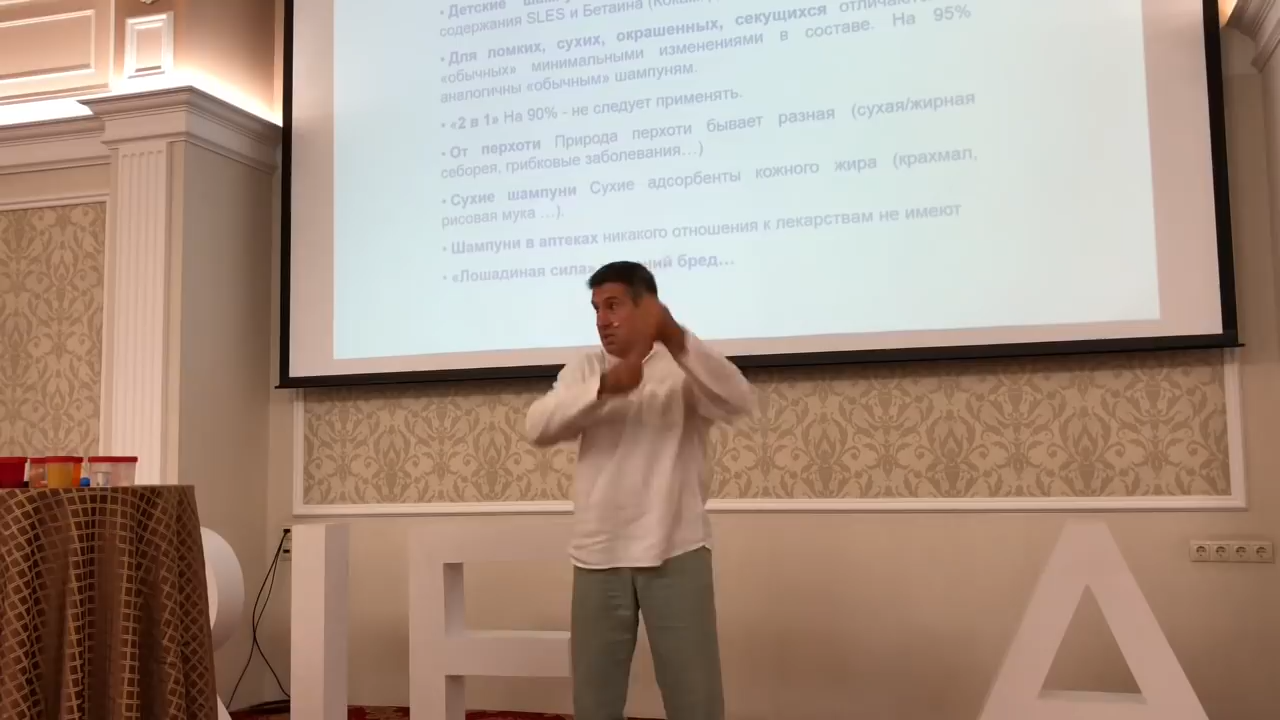 • Детские
содержания SLES и Бетаина
• Для ломких, сухих, окрашенных, секущихся
«обычных» минимальными изменениями в составе. На 95%
аналогичны «обычным» шампуням.
• «2 в 1» На 90% - не следует применять.
• От перхоти Природа перхоти бывает разная (сухая/жирная
себорея, грибковые заболевания…)
• Сухие шампуни Сухие адсорбенты кожного жира (крахмал,
рисовая мука …).
• Шампуни в аптеках никакого отношения к лекарствам не имеют
• «Лошадиная сила» бред…